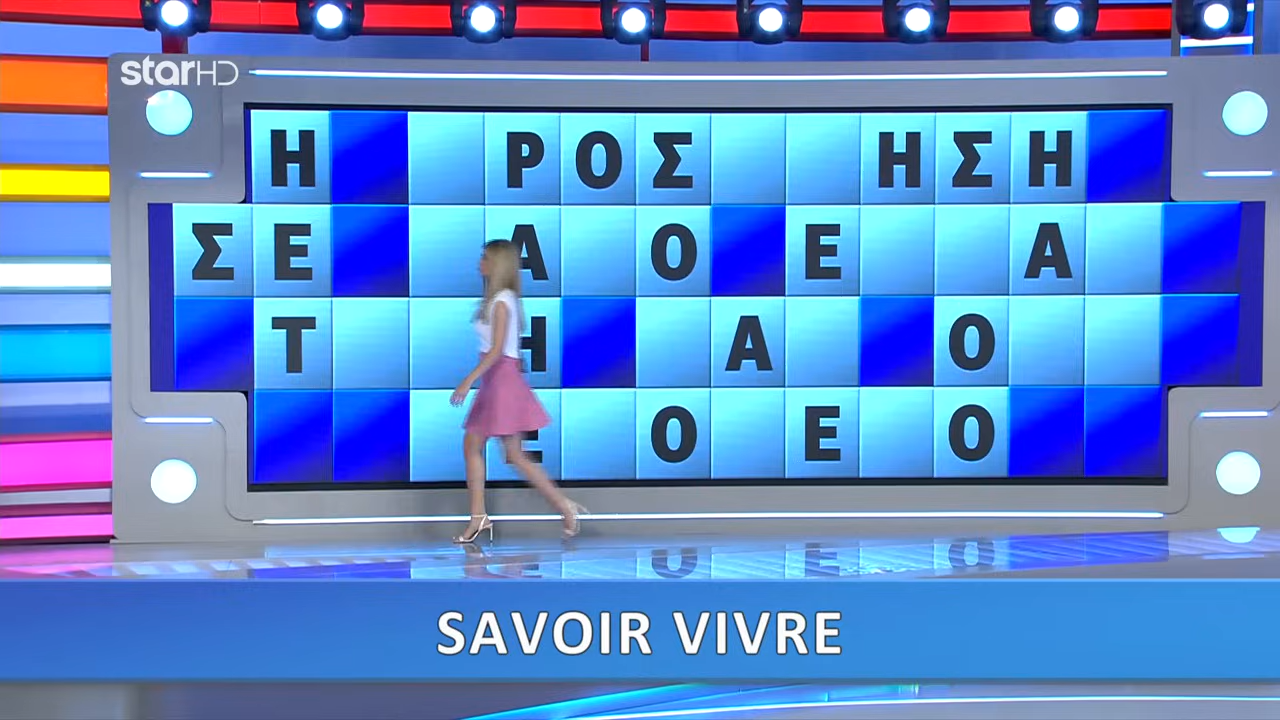 starHD
Η ΡΟΣ ΗΣΗ
ΣΕ Α Ο Ε Α
Τ Η Α Ο
Ε Ο Ε Ο
SAVOIR VIVRE